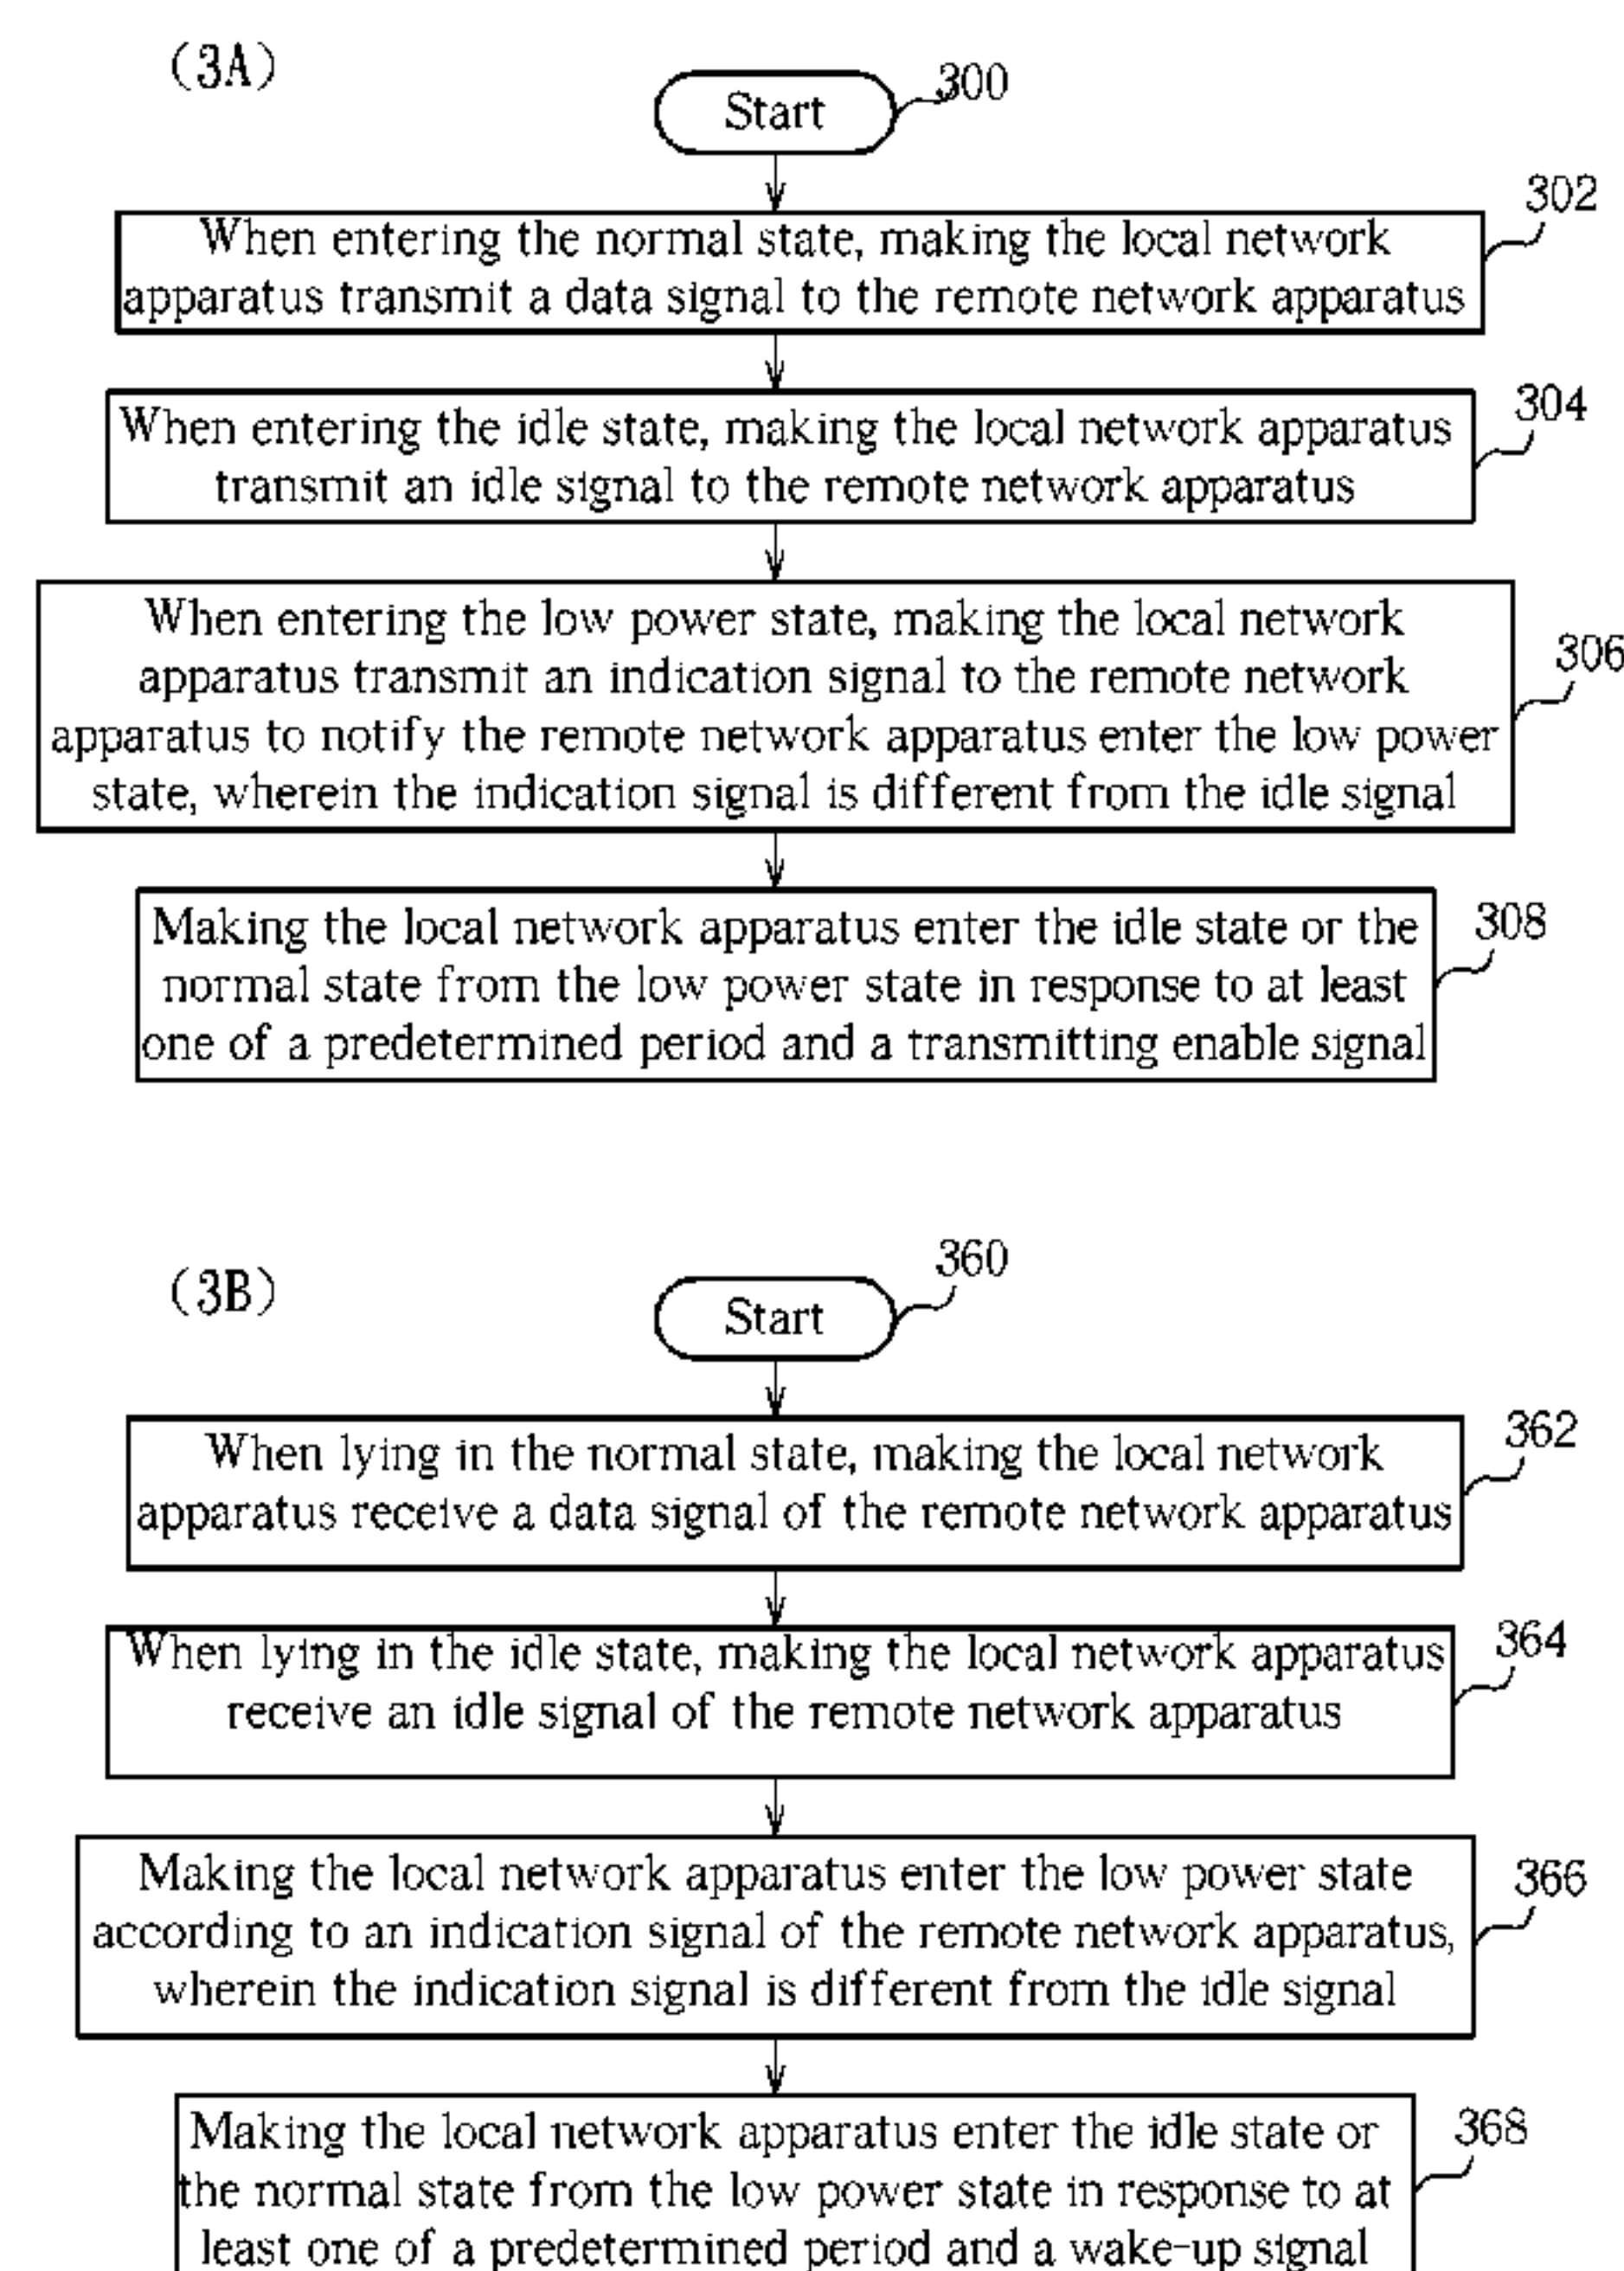 (3A)
Start
300
302
When entering the normal state, making the local network
apparatus transmit a data signal to the remote network apparatus
304
When entering the idle state, making the local network apparatus
transmit an idle signal to the remote network apparatus
306
When entering the low power state, making the local network
apparatus transmit an indication signal to the remote network
apparatus to notify the remote network apparatus enter the low power
state, wherein the indication signal is different from the idle signal
308
Making the local network apparatus enter the idle state or the
normal state from the low power state in response to at least
one of a predetermined period and a transmitting enable signal
(3B)
Start
360
362
When lying in the normal state, making the local network
apparatus receive a data signal of the remote network apparatus
364
When lying in the idle state, making the local network apparatus
receive an idle signal of the remote network apparatus
366
Making the local network apparatus enter the low power state
according to an indication signal of the remote network apparatus,
wherein the indication signal is different from the idle signal
368
Making the local network apparatus enter the idle state or
the normal state from the low power state in response to at
least one of a predetermined period and a wake-up signal